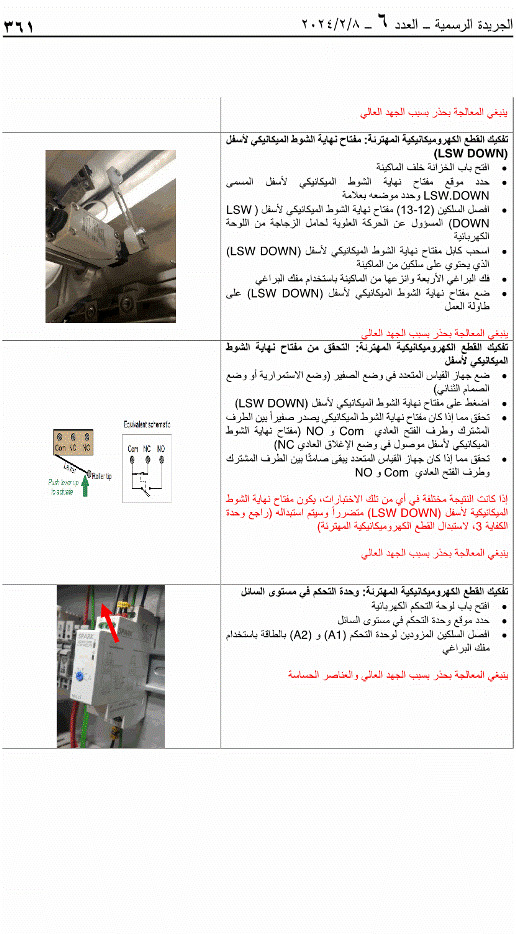 الجريدة الرسمية – العدد ٦ – ٢٠٢٤/٢/٨
٣٦١
ينبغي المعالجة بحذر بسبب الجهد العالي
تفكيك القطع الكهروميكانيكية المهترئة: مفتاح نهاية الشوط الميكانيكي لأسفل
(LSW DOWN)
• افتح باب الخزانة خلف الماكينة
• حدد موقع مفتاح نهاية الشوط الميكانيكي لأسفل المسمى
LSW.DOWN وحدد موضعه بعلامة
• افصل السلكين (12-13) مفتاح نهاية الشوط الميكانيكي لأسفل ( LSW
DOWN) المسؤول عن الحركة العلوية لحامل الزجاجة من اللوحة
الكهربائية
• اسحب كابل مفتاح نهاية الشوط الميكانيكي لأسفل (LSW DOWN)
الذي يحتوي على سلكين من الماكينة
• فك البراغي الأربعة وانزعها من الماكينة باستخدام مفك البراغي
• ضع مفتاح نهاية الشوط الميكانيكي لأسفل (LSW DOWN) على
طاولة العمل
ينبغي المعالجة بحذر بسبب الجهد العالي
تفكيك القطع الكهروميكانيكية المهترئة: التحقق من مفتاح نهاية الشوط
الميكانيكي لأسفل
• ضع جهاز القياس المتعدد في وضع الصفير (وضع الاستمرارية أو وضع
الصمام الثنائي)
• اضغط على مفتاح نهاية الشوط الميكانيكي لأسفل (LSW DOWN)
• تحقق مما إذا كان مفتاح نهاية الشوط الميكانيكي يصدر صفيراً بين الطرف
المشترك وطرف الفتح العادي Com و NO (مفتاح نهاية الشوط
الميكانيكي لأسفل موصول في وضع الإغلاق العادي NC)
• تحقق مما إذا كان جهاز القياس المتعدد يبقى صامتًا بين الطرف المشترك
وطرف الفتح العادي Com و NO
إذا كانت النتيجة مختلفة في أي من تلك الاختبارات، يكون مفتاح نهاية الشوط
الميكانيكية لأسفل (LSW DOWN) متضرراً وسيتم استبداله (راجع وحدة
الكفاية 3، لاستبدال القطع الكهروميكانيكية المهترئة)
ينبغي المعالجة بحذر بسبب الجهد العالي
Equivalent schematic
Com NC NO
Com NC NO
Lever
Roller tip
Push lever up
to actuate
تفكيك القطع الكهروميكانيكية المهترئة: وحدة التحكم في مستوى السائل
• افتح باب لوحة التحكم الكهربائية
• حدد موقع وحدة التحكم في مستوى السائل
• افصل السلكين المزودين لوحدة التحكم (A1) و (A2) بالطاقة باستخدام
مفك البراغي
ينبغي المعالجة بحذر بسبب الجهد العالي والعناصر الحساسة